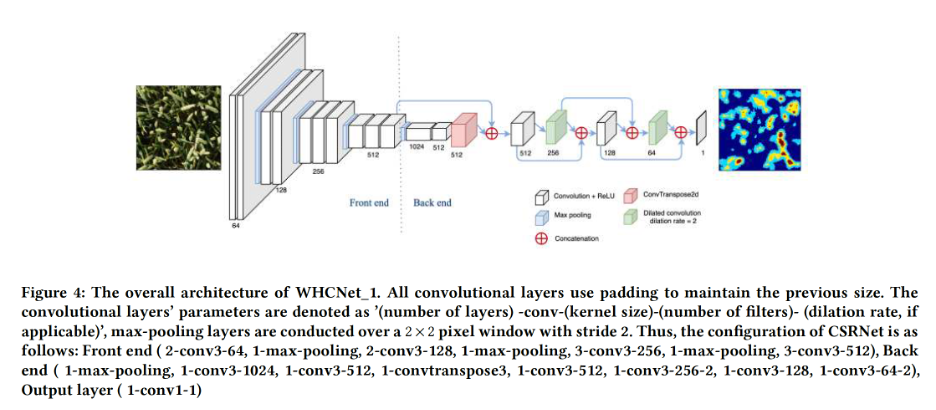 64
128
256
512
Front end
Back end
1024
512
512
512
256
128
64
1
Convolution + ReLU
ConvTranspose2d
Max pooling
Dilated convolution
dilation rate = 2
Concatenation
Figure 4: The overall architecture of WHCNet_1. All convolutional layers use padding to maintain the previous size. The
convolutional layers' parameters are denoted as '(number of layers) -conv-(kernel size)-(number of filters)- (dilation rate, if
applicable)', max-pooling layers are conducted over a 2×2 pixel window with stride 2. Thus, the configuration of CSRNet is as
follows: Front end ( 2-conv3-64, 1-max-pooling, 2-conv3-128, 1-max-pooling, 3-conv3-256, 1-max-pooling, 3-conv3-512), Back
end ( 1-max-pooling, 1-conv3-1024, 1-conv3-512, 1-convtranspose3, 1-conv3-512, 1-conv3-256-2, 1-conv3-128, 1-conv3-64-2),
Output layer ( 1-conv1-1)